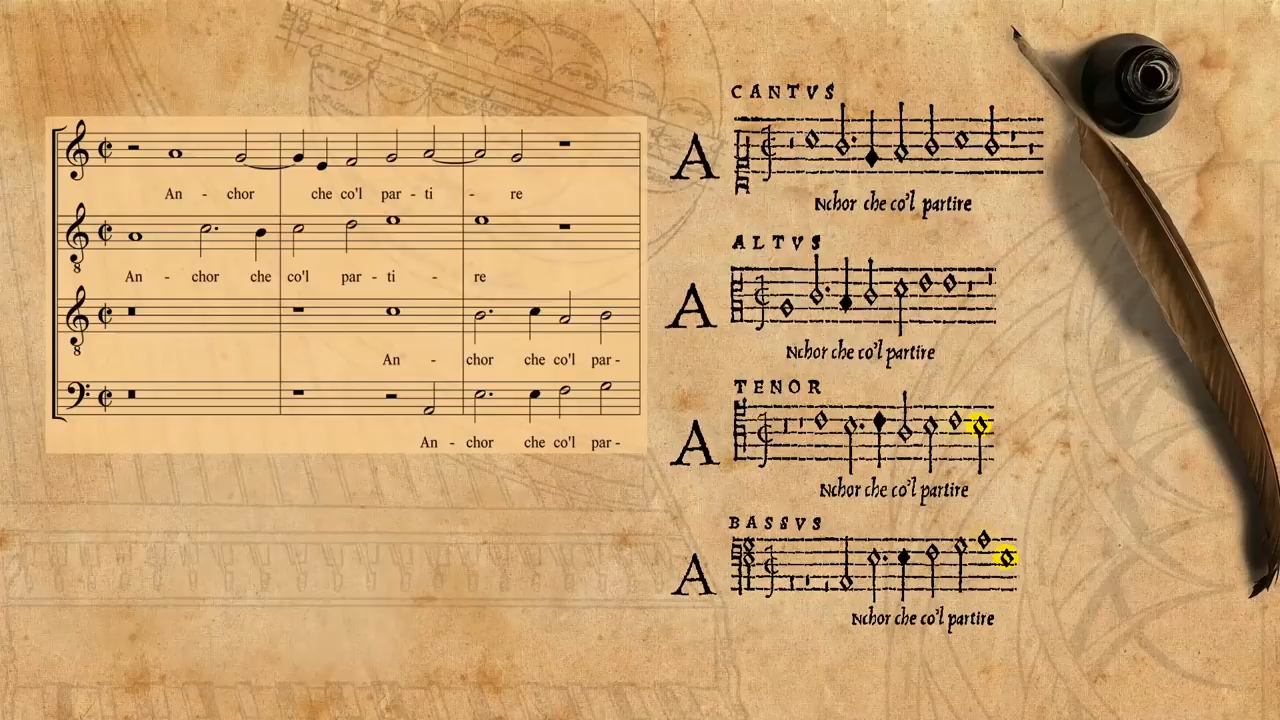 An - chor che co'l par - ti - re
An - chor che co'l par - ti - re
An - chor che co'l par -
An - chor che co'l par -
CANTVS
A
Nchor che co'l partire
ALTVS
A
Nchor che co'l partire
TENOR
A
Nchor che co'l partire
BASSVS
A
Nchor che co'l partire